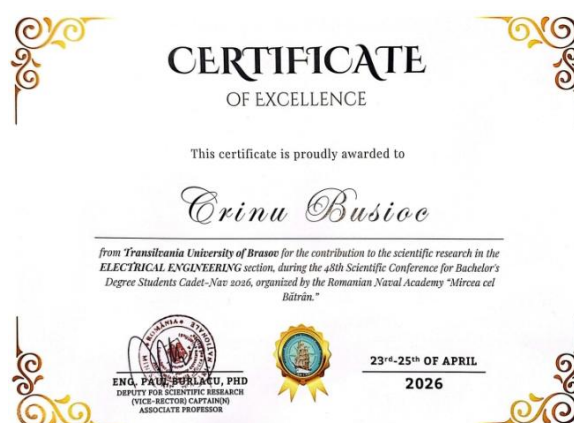 CERTIFICATE
OF EXCELLENCE
This certificate is proudly awarded to
Crinu Busioc
from Transilvania University of Brasov for the contribution to the scientific research in the
ELECTRICAL ENGINEERING section, during the 48th Scientific Conference for Bachelor's
Degree Students Cadet-Nav 2026, organized by the Romanian Naval Academy “Mircea cel
Bătrân.”
ROMÂNIA
ENG. PAUL BURLACU, PHD
DEPUTY FOR SCIENTIFIC RESEARCH
(VICE-RECTOR) CAPTAIN(N)
ASSOCIATE PROFESSOR
23rd-25th OF APRIL
2026